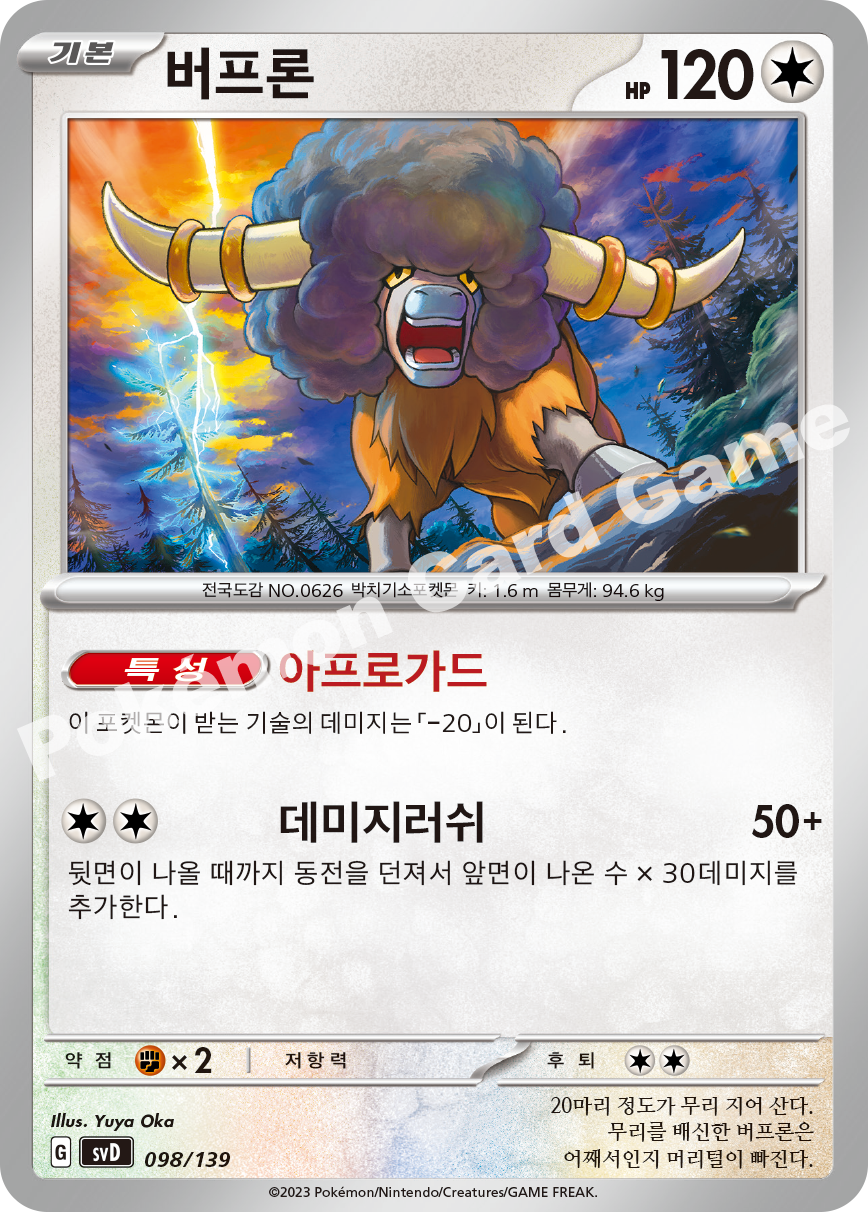 기본
버프론
HP 120
전국도감 NO.0626 박치기소포켓몬 키: 1.6 m 몸무게: 94.6 kg
특성 아프로가드
이 포켓몬이 받는 기술의 데미지는「-20」이 된다.
데미지러쉬 50+
뒷면이 나올 때까지 동전을 던져서 앞면이 나온 수 × 30데미지를
추가한다.
약점 ×2 저항력 후퇴
Illus. Yuya Oka
G svD 098/139
20마리 정도가 무리 지어 산다.
무리를 배신한 버프론은
어째서인지 머리털이 빠진다.
©2023 Pokémon/Nintendo/Creatures/GAME FREAK.
Pokémon Card Game